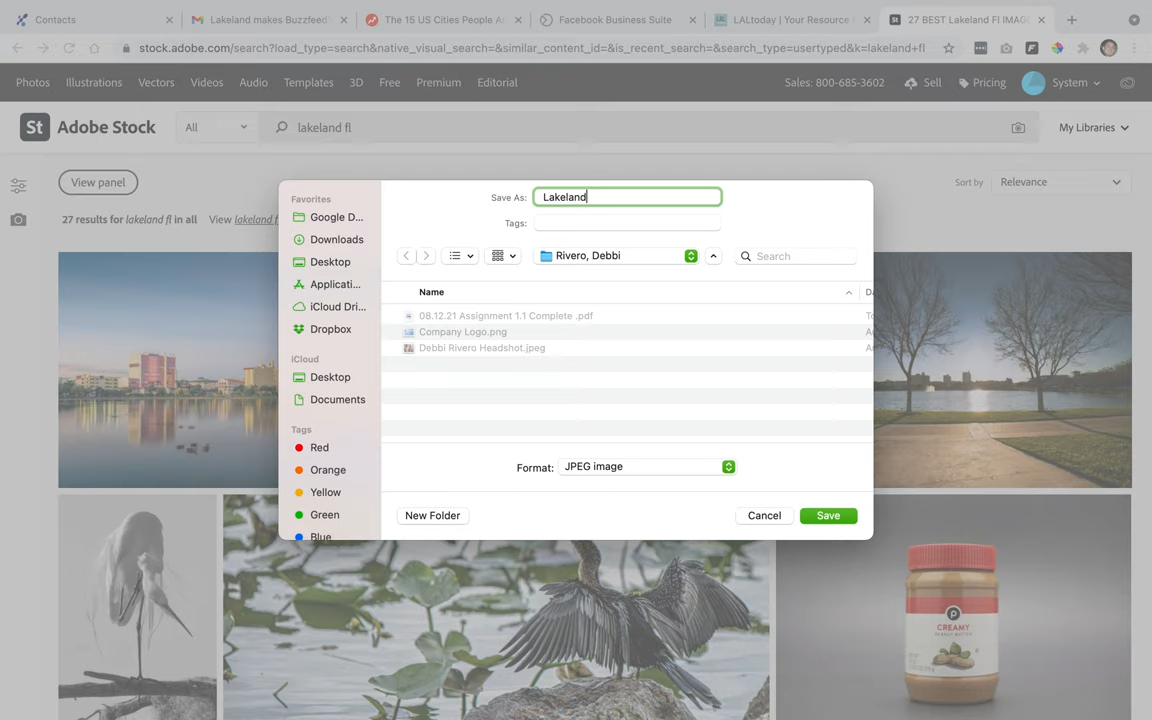 Contacts
Lakeland makes Buzzfeed'
The 15 US Cities People A
Facebook Business Suite
LALtoday | Your Resource
27 BEST Lakeland Fl IMAG
stock.adobe.com/search?load_type=search&native_visual_search=&similar_content_id=&is_recent_search=&search_type=usertyped&k=lakeland+fl
Photos Illustrations Vectors Videos Audio Templates 3D Free Premium Editorial Sales: 800-685-3602 Sell Pricing System
St Adobe Stock All lakeland fl My Libraries
View panel Sort by Relevance
27 results for lakeland fl in all View lakeland f
Save As: Lakeland
Tags:
Rivero, Debbi Search
Favorites
Google D...
Downloads
Desktop
Applicati...
iCloud Dri...
Dropbox
iCloud
Desktop
Documents
Tags
Red
Orange
Yellow
Green
Blue
Name
08.12.21 Assignment 1.1 Complete .pdf
Company Logo.png
Debbi Rivero Headshot.jpeg
Format: JPEG image
New Folder Cancel Save
P
CREAMY
PEANUT BUTTER